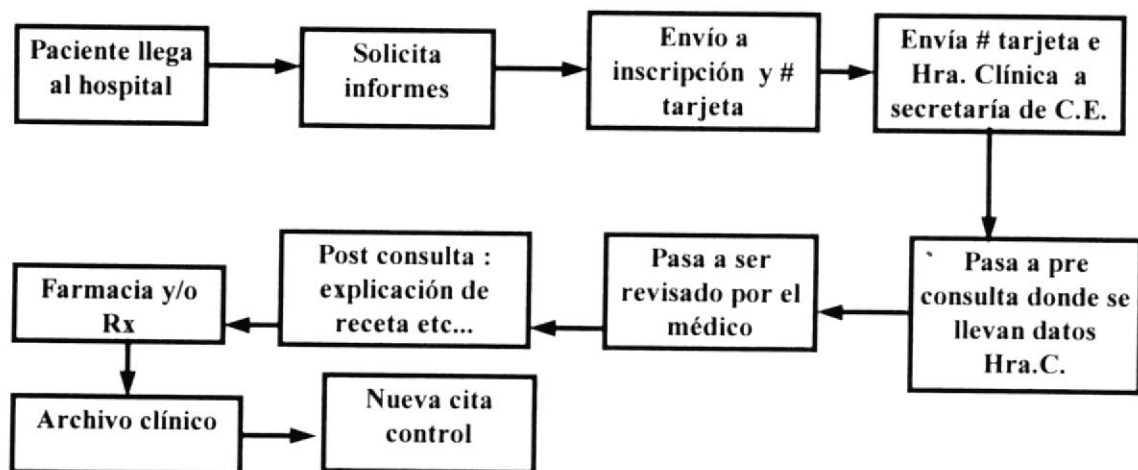 Paciente llega
al hospital
Solicita
informes
Envío a
inscripción y #
tarjeta
Envía # tarjeta e
Hra. Clínica a
secretaría de C.E.
Pasa a pre
consulta donde se
llevan datos
Hra.C.
Pasa a ser
revisado por el
médico
Post consulta :
explicación de
receta etc...
Farmacia y/o
Rx
Archivo clínico
Nueva cita
control